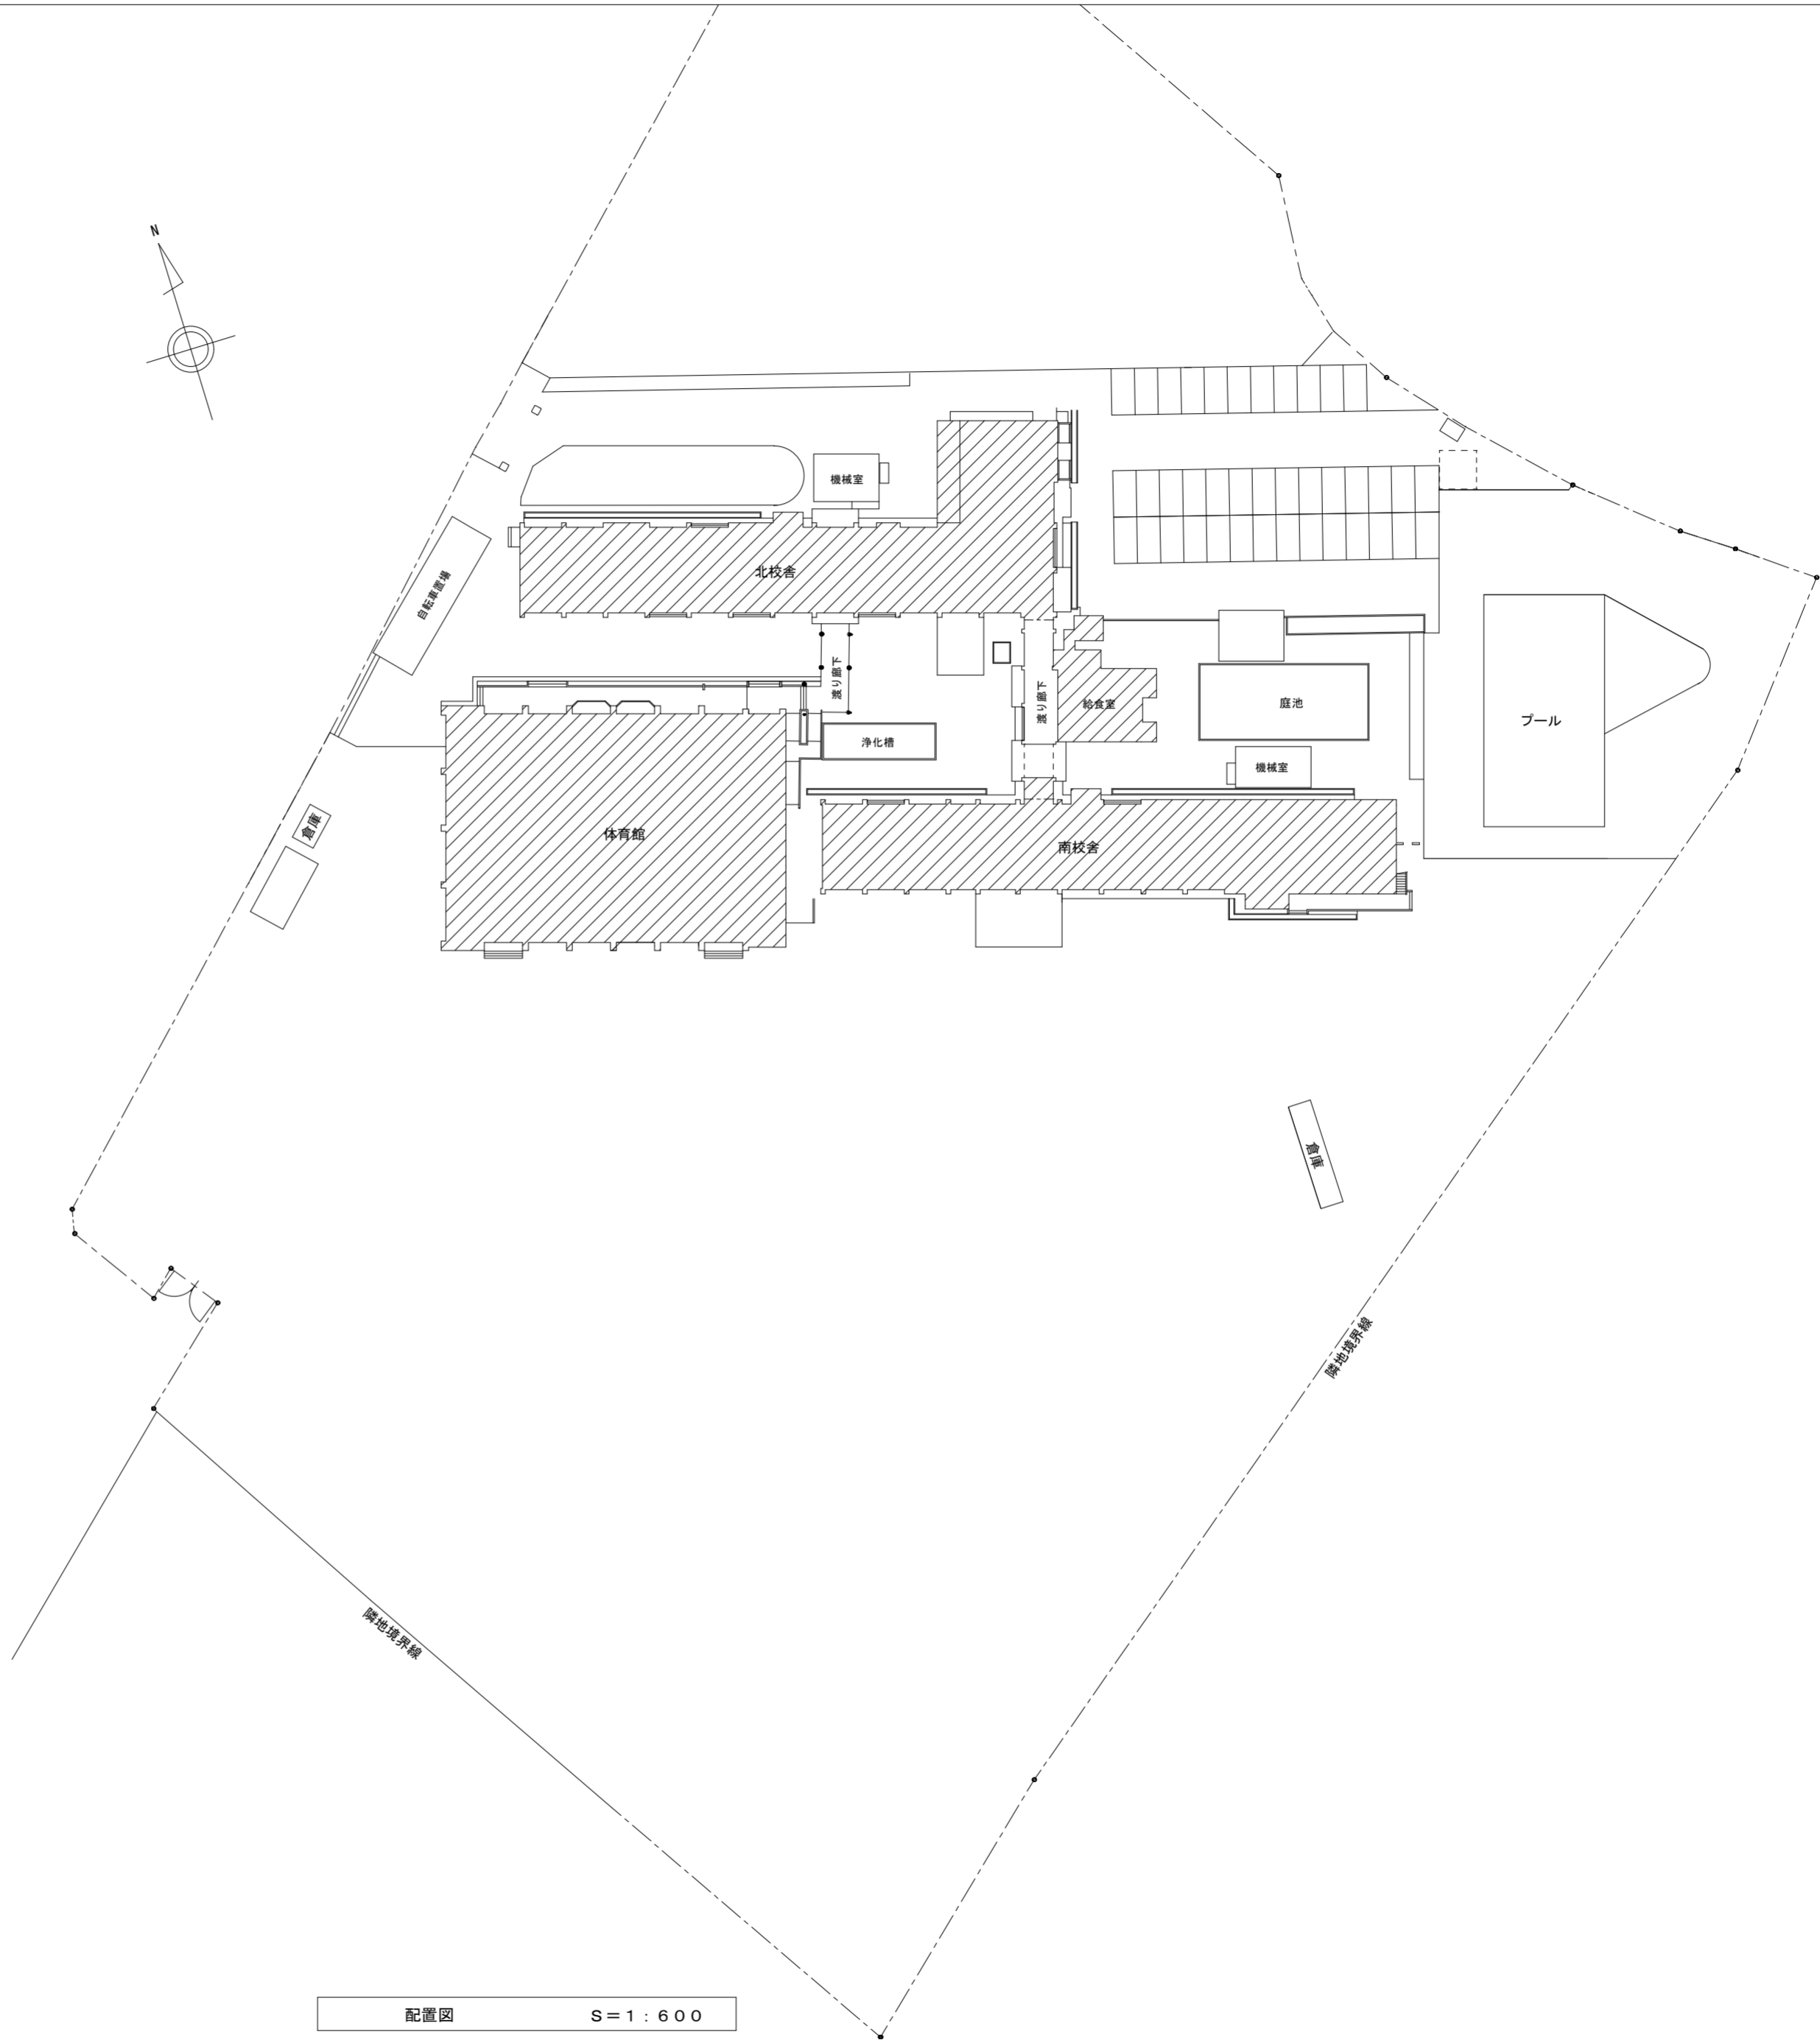 N
機械室
北校舎
自転車置場
渡り廊下
渡り廊下
給食室
庭池
プール
浄化槽
機械室
倉庫
体育館
南校舎
倉庫
隣地境界線
隣地境界線
配置図 S=1:600